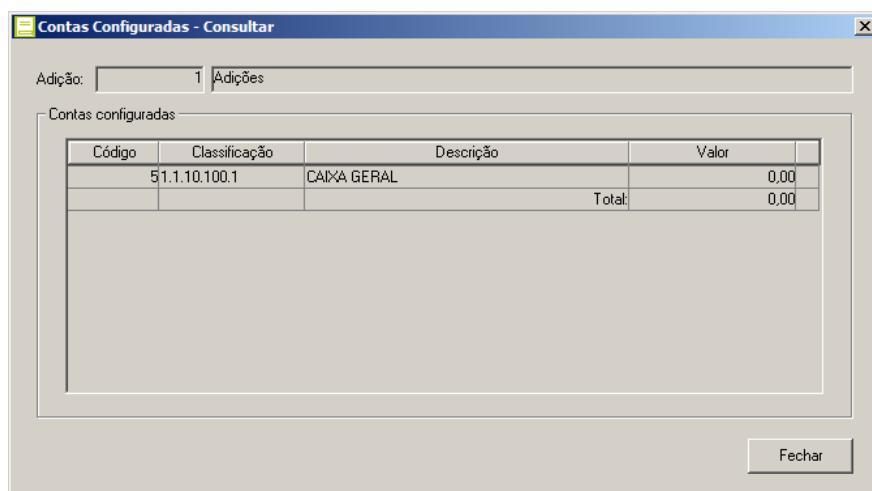 Contas Configuradas - Consultar
Adição: 1 Adições
Contas configuradas
Código Classificação Descrição Valor
5 1.1.10.100.1 CAIXA GERAL 0,00
Total: 0,00
Fechar